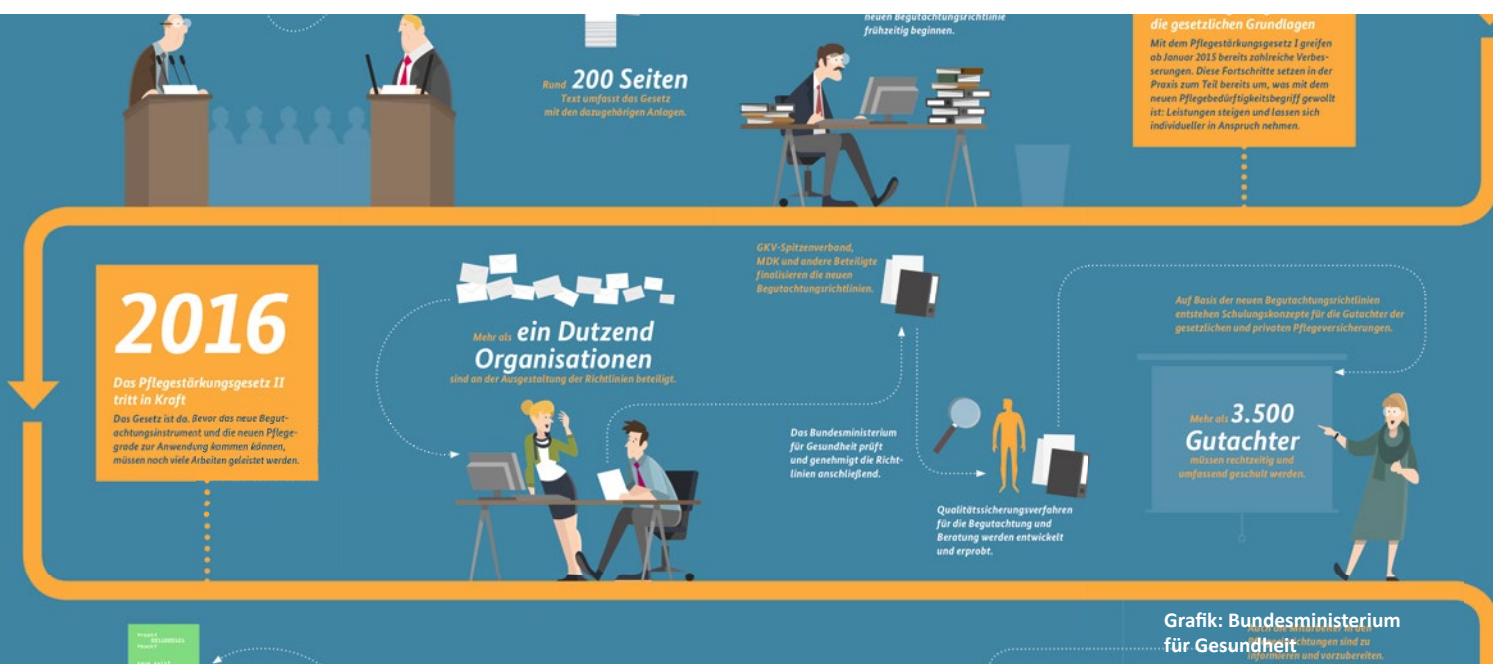 neuen Begutachtungsrichtlinie
frühzeitig beginnen.
die gesetzlichen Grundlagen
Mit dem Pflegestärkungsgesetz I greifen
ab Januar 2015 bereits zahlreiche Verbes-
serungen. Diese Fortschritte setzen in der
Praxis zum Teil bereits um, was mit dem
neuen Pflegebedürftigkeitsbegriff gewollt
ist: Leistungen steigen und lassen sich
individueller in Anspruch nehmen.
Rund 200 Seiten
Text umfasst das Gesetz
mit den dazugehörigen Anlagen.
2016
Das Pflegestärkungsgesetz II
tritt in Kraft
Das Gesetz ist da. Bevor das neue Begut-
achtungsinstrument und die neuen Pflege-
grade zur Anwendung kommen können,
müssen noch viele Arbeiten geleistet werden.
Mehr als ein Dutzend
Organisationen
sind an der Ausgestaltung der Richtlinien beteiligt.
GKV-Spitzenverband,
MDK und andere Beteiligte
finalisieren die neuen
Begutachtungsrichtlinien.
Das Bundesministerium
für Gesundheit prüft
und genehmigt die Richt-
linien anschließend.
Qualitätssicherungsverfahren
für die Begutachtung und
Beratung werden entwickelt
und erprobt.
Auf Basis der neuen Begutachtungsrichtlinien
entstehen Schulungskonzepte für die Gutachter der
gesetzlichen und privaten Pflegeversicherungen.
Mehr als 3.500
Gutachter
müssen rechtzeitig und
umfassend geschult werden.
Grafik: Bundesministerium
für Gesundheit
sind zu
informieren und vorzubereiten.